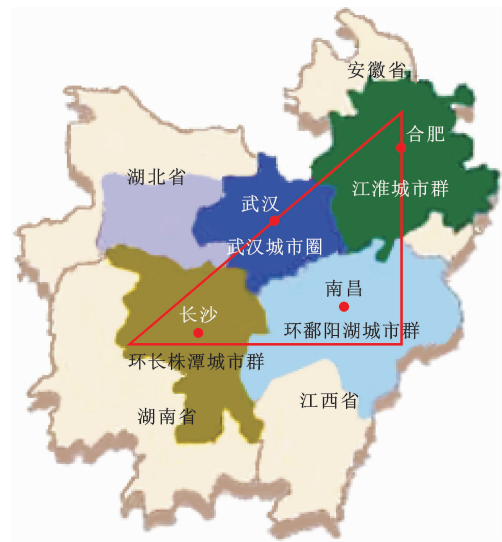 安徽省
合肥
江淮城市群
湖北省
武汉
武汉城市圈
南昌
环鄱阳湖城市群
长沙
环长株潭城市群
湖南省
江西省